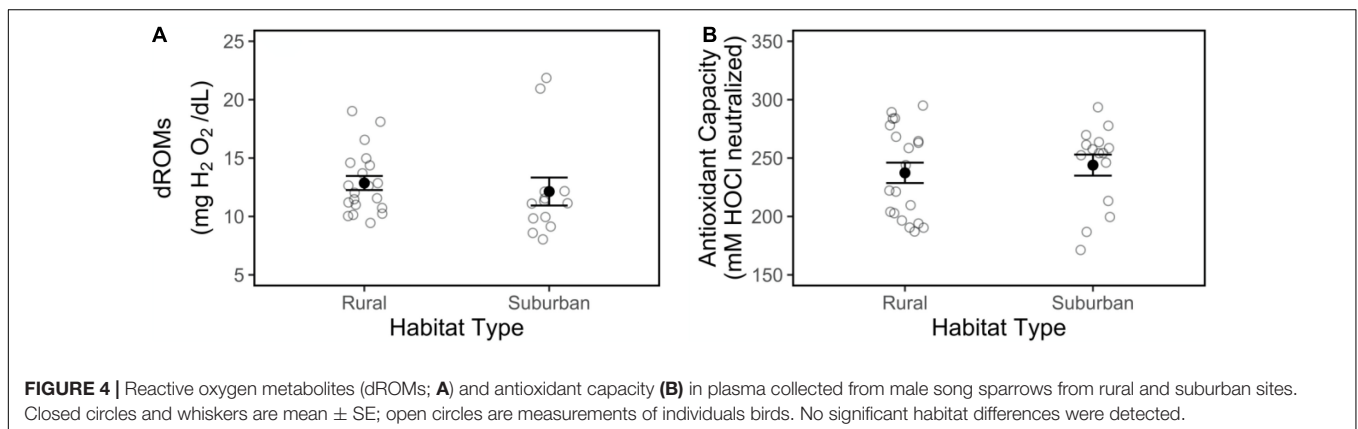 A
25
20
15
10
5
dROMs
(mg H2 O2 /dL)
Rural
Suburban
Habitat Type
B
350
300
250
200
150
Antioxidant Capacity
(mM HOCl neutralized)
Rural
Suburban
Habitat Type
FIGURE 4 | Reactive oxygen metabolites (dROMs; A) and antioxidant capacity (B) in plasma collected from male song sparrows from rural and suburban sites.
Closed circles and whiskers are mean ± SE; open circles are measurements of individuals birds. No significant habitat differences were detected.